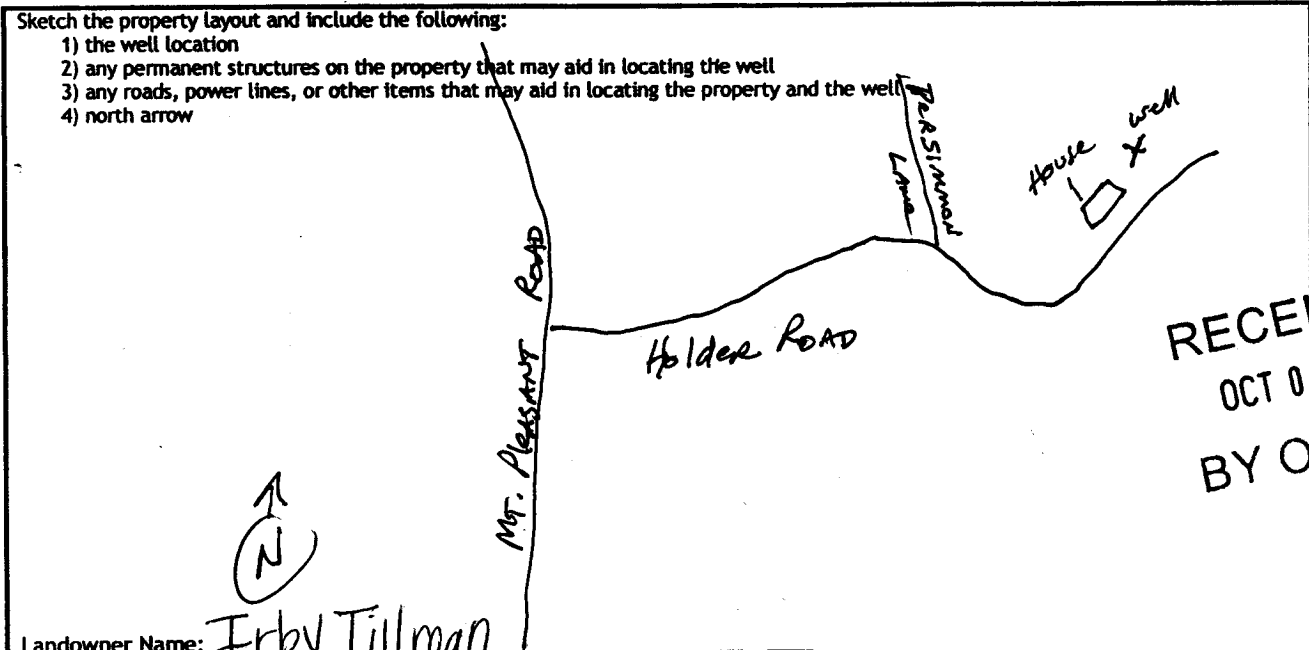 Sketch the property layout and include the following:
1) the well location
2) any permanent structures on the property that may aid in locating the well
3) any roads, power lines, or other items that may aid in locating the property and the well
4) north arrow
PERSIMMON
LANE
House
well
X
MT. PLEASANT ROAD
Holder ROAD
RECEI
OCT 0
BY O
N
Landowner Name: Irby Tillman